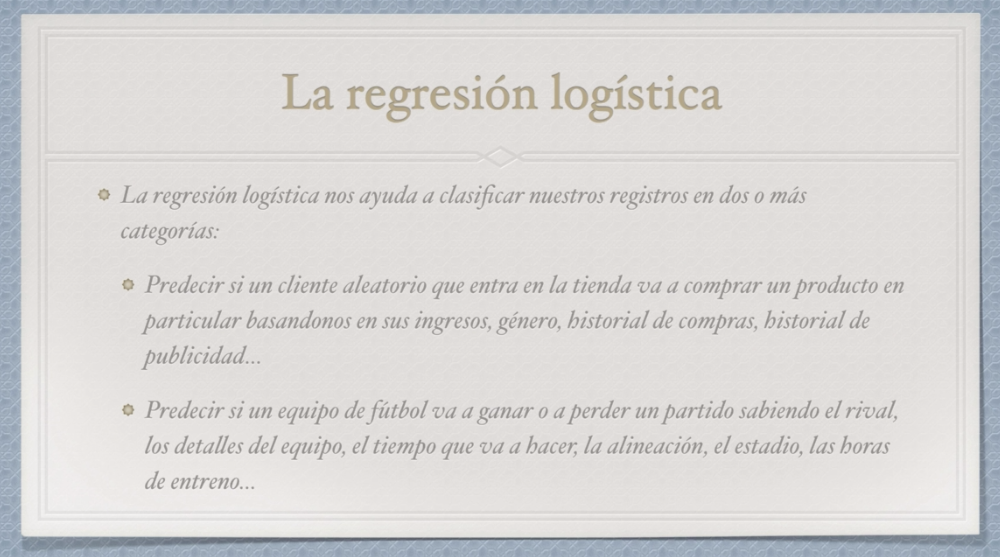 La regresión logística
La regresión logística nos ayuda a clasificar nuestros registros en dos o más
categorías:
Predecir si un cliente aleatorio que entra en la tienda va a comprar un producto en
particular basandonos en sus ingresos, género, historial de compras, historial de
publicidad...
Predecir si un equipo de fútbol va a ganar o a perder un partido sabiendo el rival,
los detalles del equipo, el tiempo que va a hacer, la alineación, el estadio, las horas
de entreno...